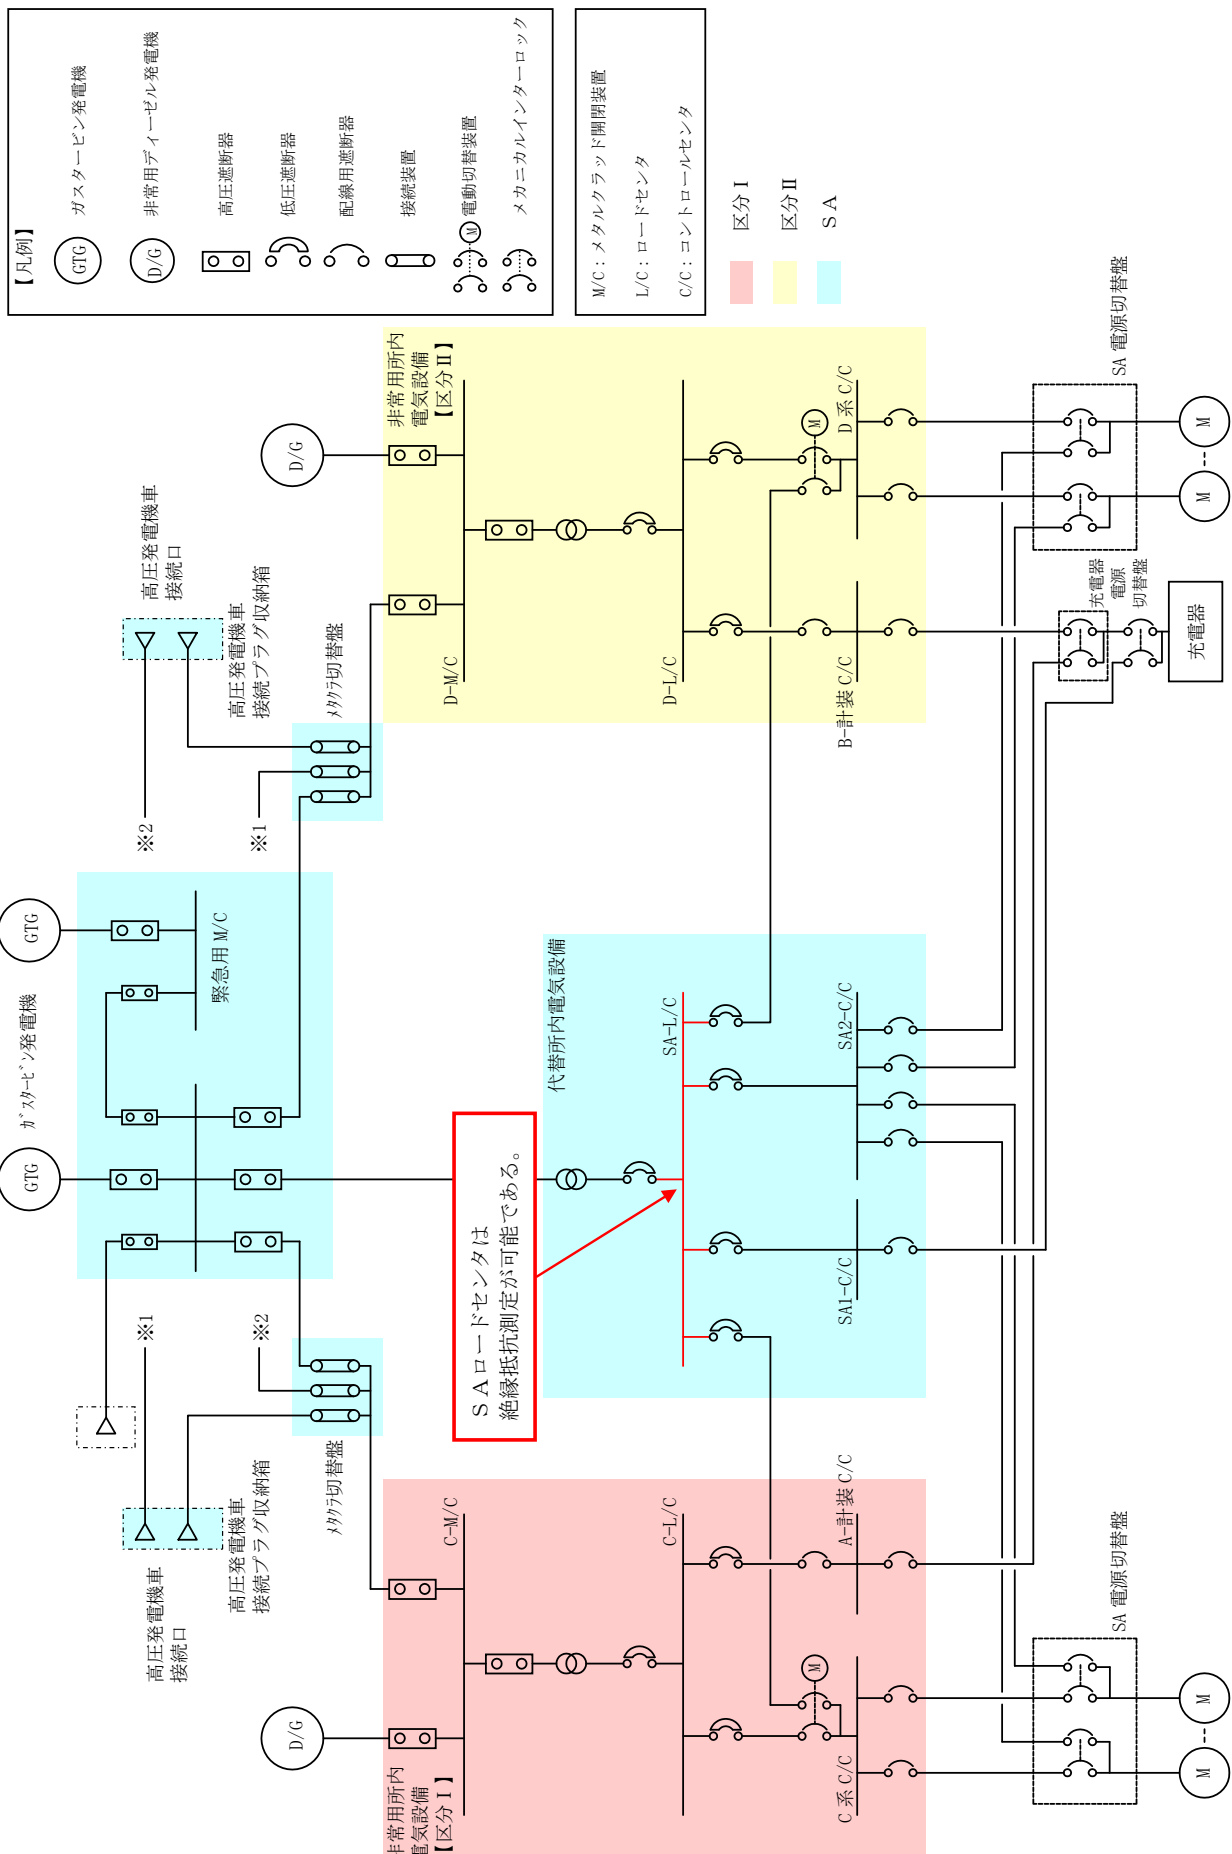 【凡例】
GTG
ガスタービン発電機
D/G
非常用ディーゼル発電機
高圧遮断器
低圧遮断器
配線用遮断器
接続装置
M
電動切替装置
メカニカルインターロック
M/C：メタルクラッド開閉装置
L/C：ロードセンタ
C/C：コントロールセンタ
区分Ⅰ
区分Ⅱ
ＳＡ
ｶﾞｽﾀｰﾋﾞﾝ発電機
GTG
GTG
緊急用 M/C
高圧発電機車
接続口
高圧発電機車
接続プラグ収納箱
※1
※2
ﾒﾀｸﾗ切替盤
高圧発電機車
接続口
高圧発電機車
接続プラグ収納箱
※2
※1
ﾒﾀｸﾗ切替盤
D/G
非常用所内
電気設備
【区分Ⅰ】
C-M/C
C-L/C
M
C 系 C/C
A-計装 C/C
ＳＡロードセンタは
絶縁抵抗測定が可能である。
代替所内電気設備
SA-L/C
SA1-C/C
SA2-C/C
D/G
非常用所内
電気設備
【区分Ⅱ】
D-M/C
D-L/C
M
B-計装 C/C
D 系 C/C
SA 電源切替盤
M
M
充電器
電源
切替盤
充電器
SA 電源切替盤
M
M